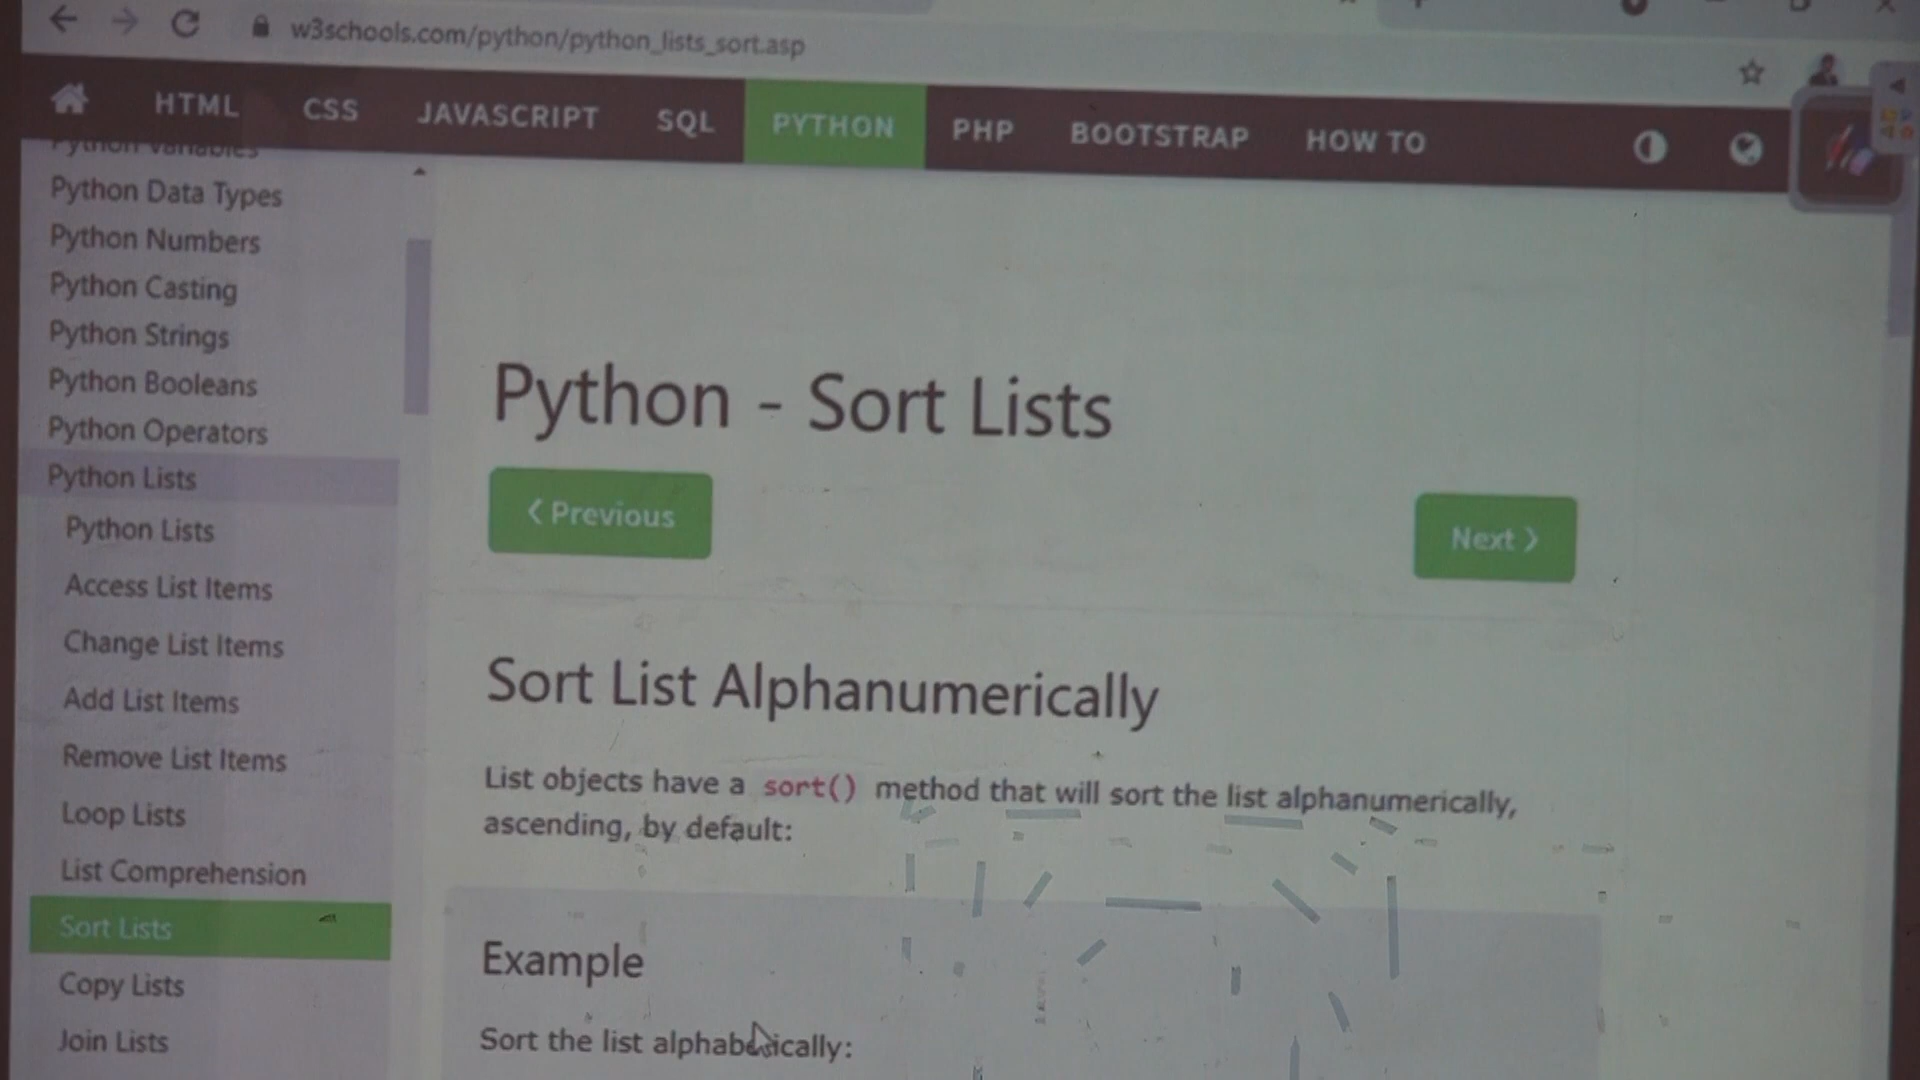 w3schools.com/python/python_lists_sort.asp
HTML CSS JAVASCRIPT SQL PYTHON PHP BOOTSTRAP HOW TO
Python Variables
Python Data Types
Python Numbers
Python Casting
Python Strings
Python Booleans
Python Operators
Python Lists
Python Lists
Access List Items
Change List Items
Add List Items
Remove List Items
Loop Lists
List Comprehension
Sort Lists
Copy Lists
Join Lists
Python - Sort Lists
❮ Previous
Next ❯
Sort List Alphanumerically
List objects have a sort() method that will sort the list alphanumerically,
ascending, by default:
Example
Sort the list alphabetically: